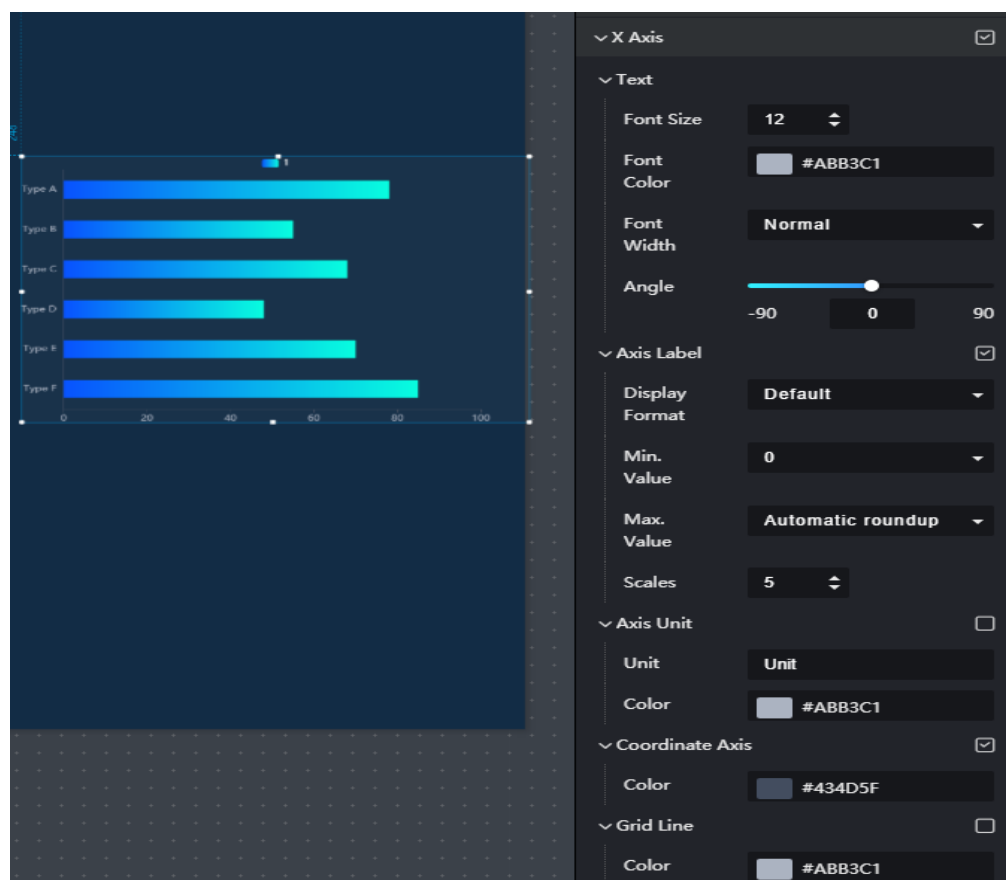 240
1
Type A
Type B
Type C
Type D
Type E
Type F
0 20 40 60 80 100
X Axis
Text
Font Size 12
Font
Color
#ABB3C1
Font
Width
Normal
Angle
-90 0 90
Axis Label
Display
Format
Default
Min.
Value
0
Max.
Value
Automatic roundup
Scales 5
Axis Unit
Unit Unit
Color #ABB3C1
Coordinate Axis
Color #434D5F
Grid Line
Color #ABB3C1